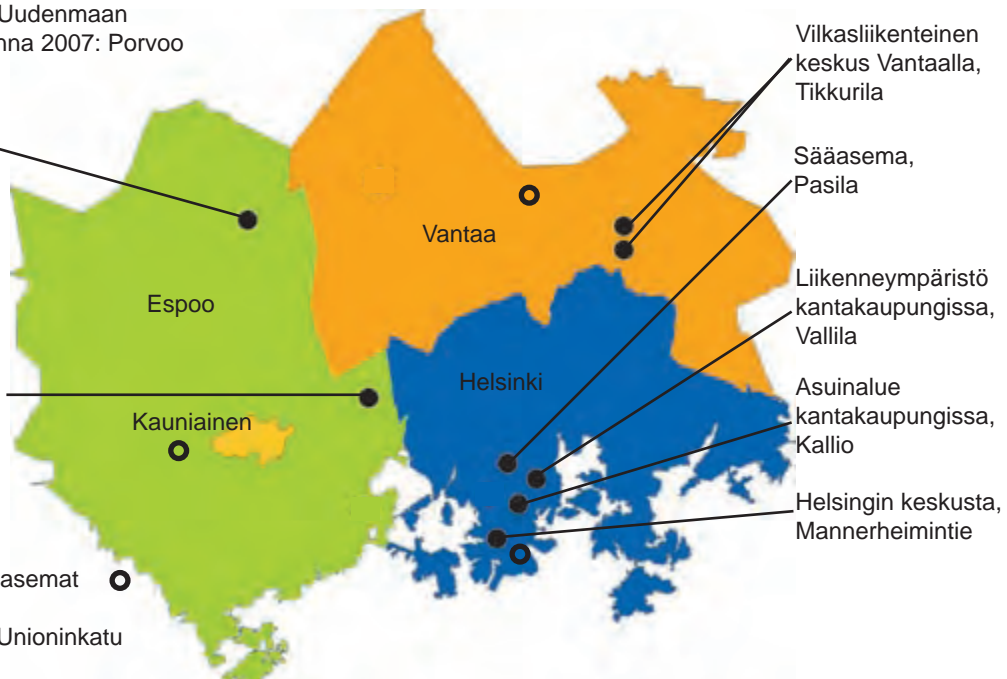 Uudenmaan
nna 2007: Porvoo
Vilkasliikenteinen
keskus Vantaalla,
Tikkurila
Sääasema,
Pasila
Vantaa
Liikenneympäristö
kantakaupungissa,
Vallila
Espoo
Helsinki
Asuinalue
kantakaupungissa,
Kallio
Kauniainen
Helsingin keskusta,
Mannerheimintie
asemat
Unioninkatu